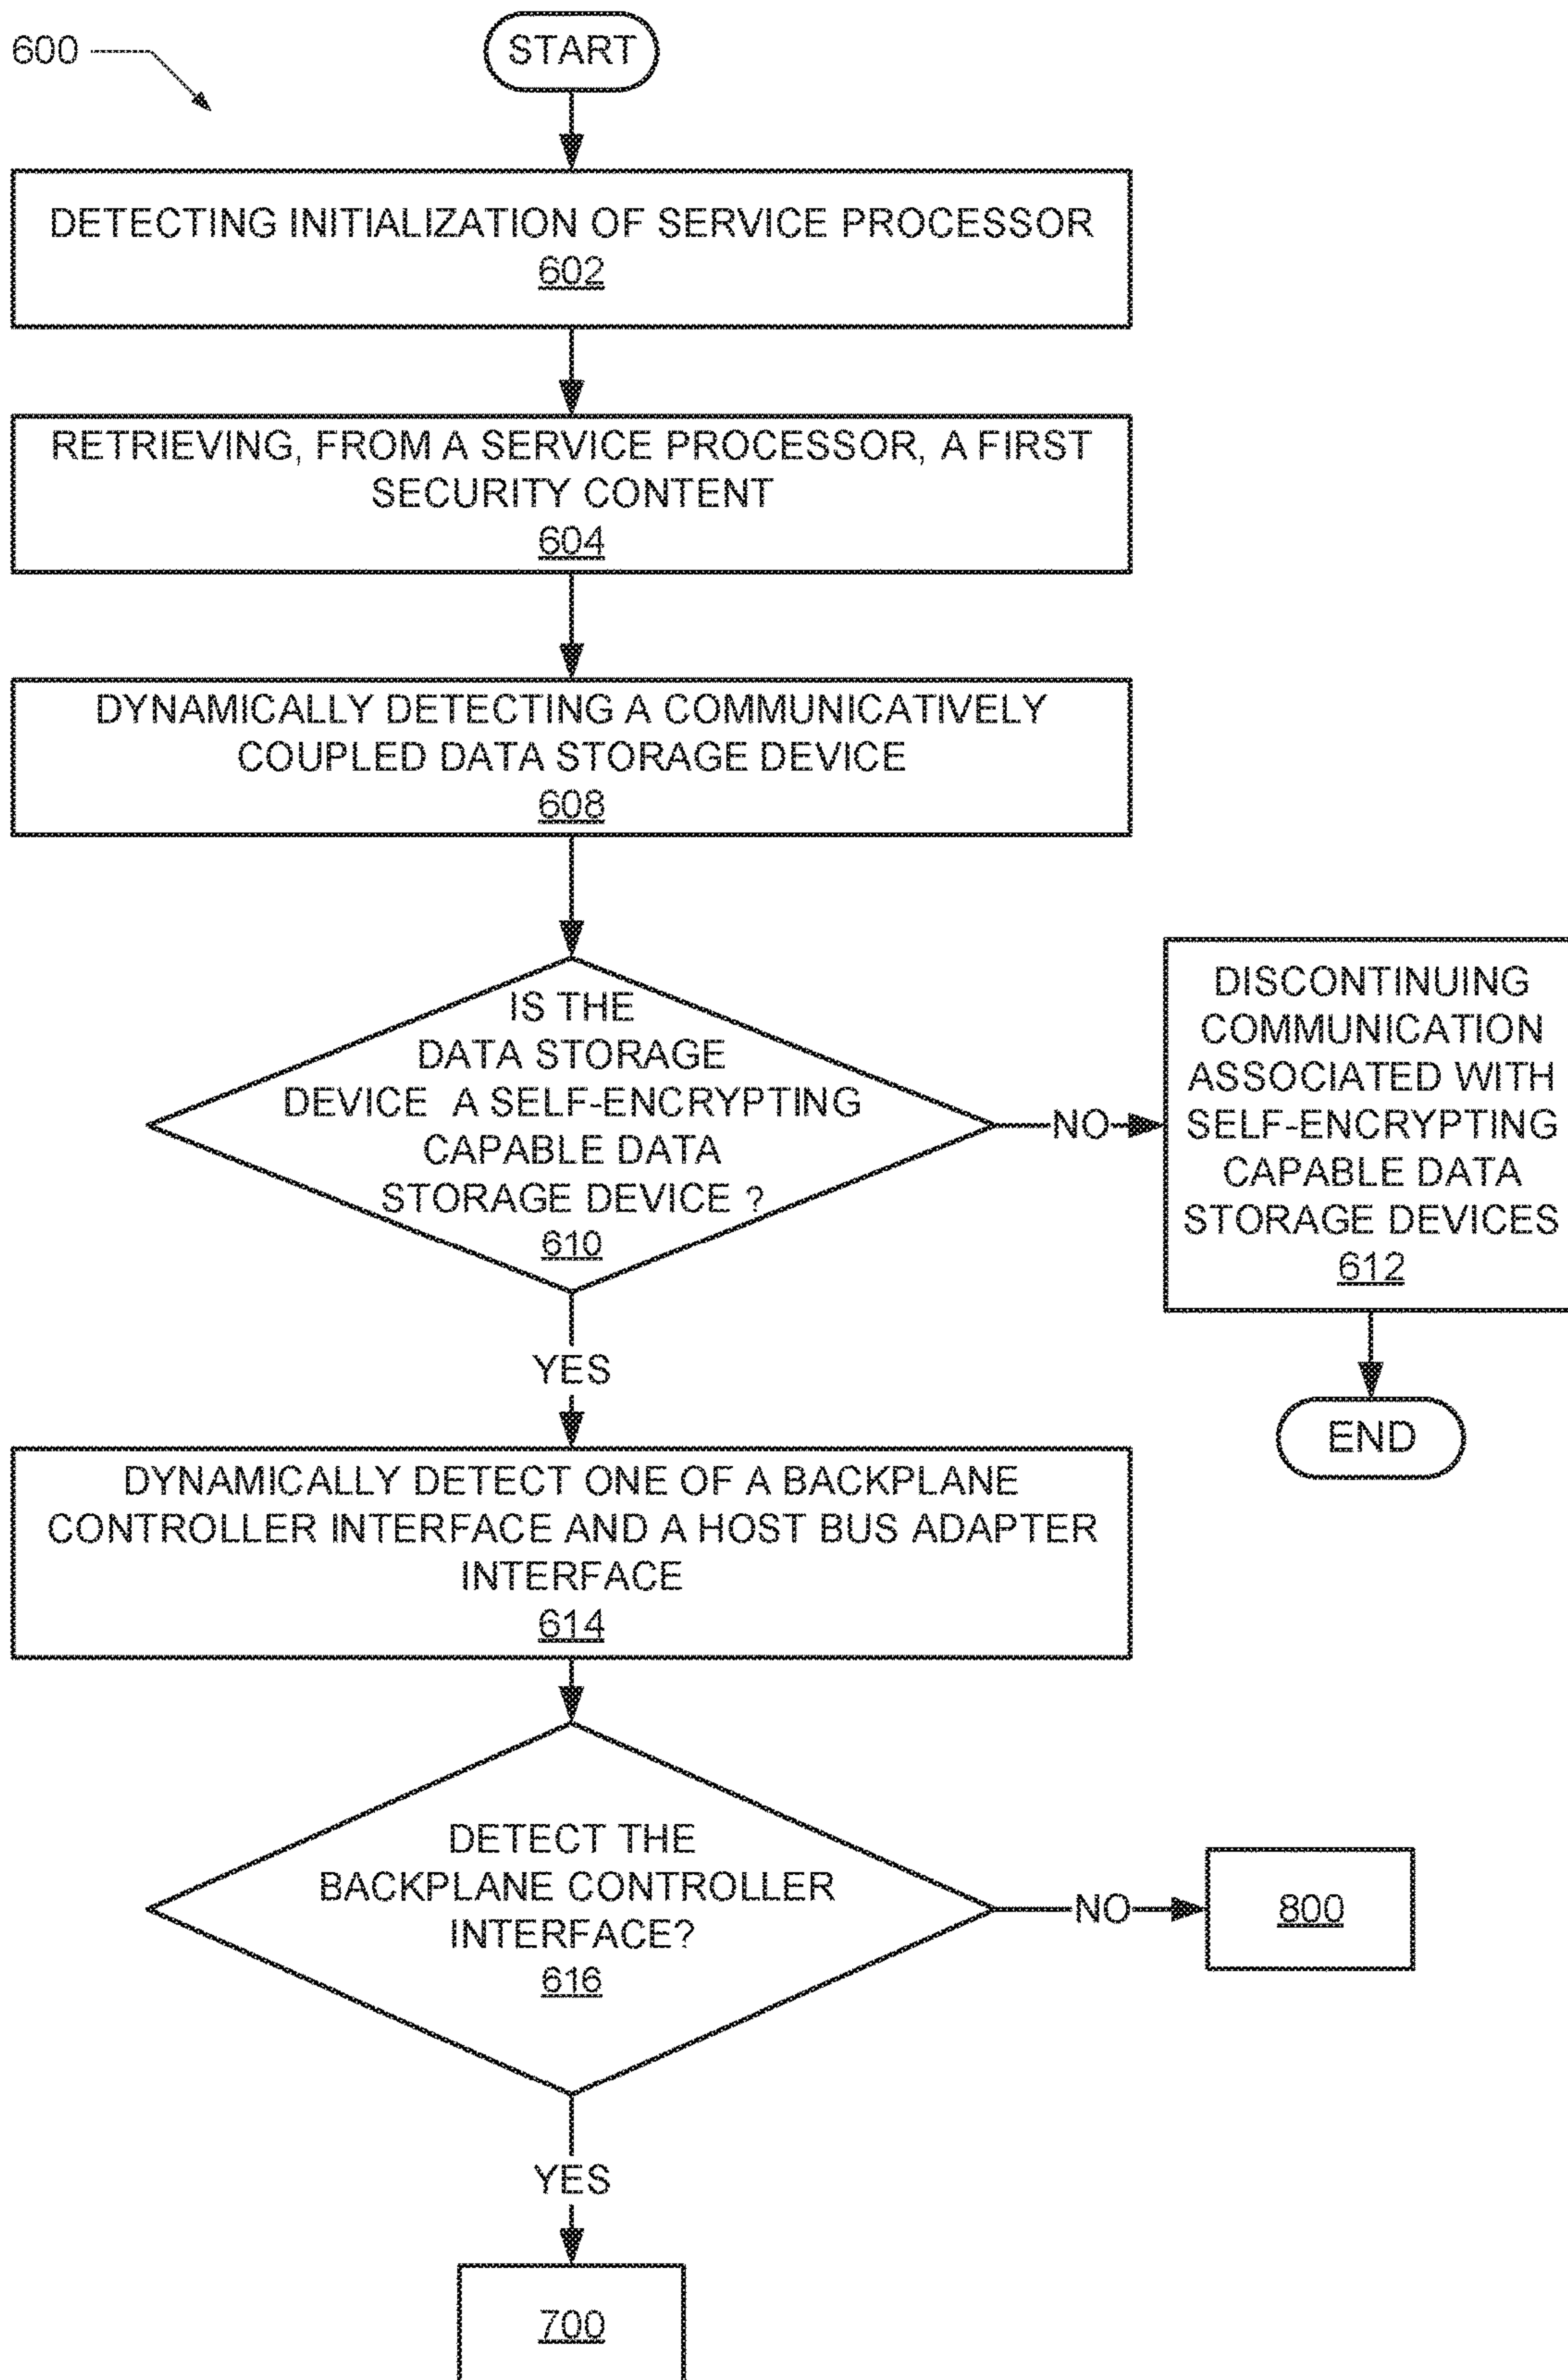 600
START
DETECTING INITIALIZATION OF SERVICE PROCESSOR
602
RETRIEVING, FROM A SERVICE PROCESSOR, A FIRST
SECURITY CONTENT
604
DYNAMICALLY DETECTING A COMMUNICATIVELY
COUPLED DATA STORAGE DEVICE
608
IS THE
DATA STORAGE
DEVICE A SELF-ENCRYPTING
CAPABLE DATA
STORAGE DEVICE ?
610
NO
DISCONTINUING
COMMUNICATION
ASSOCIATED WITH
SELF-ENCRYPTING
CAPABLE DATA
STORAGE DEVICES
612
END
YES
DYNAMICALLY DETECT ONE OF A BACKPLANE
CONTROLLER INTERFACE AND A HOST BUS ADAPTER
INTERFACE
614
DETECT THE
BACKPLANE CONTROLLER
INTERFACE?
616
NO
800
YES
700